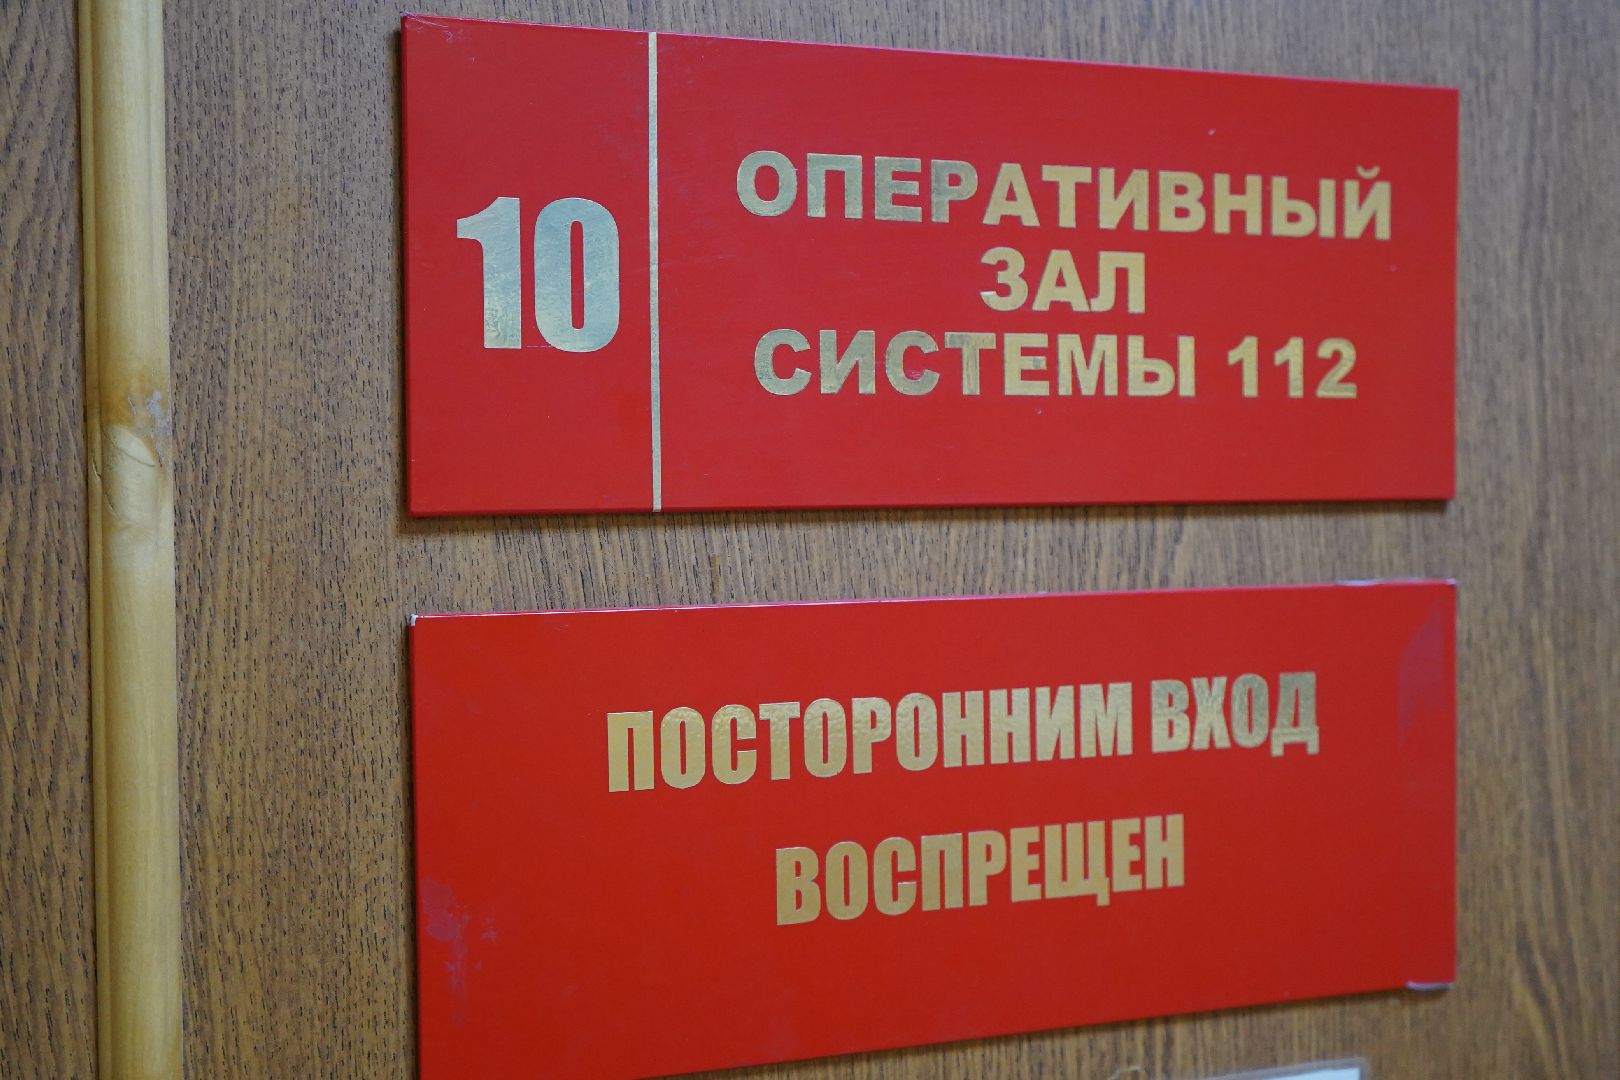 10
ОПЕРАТИВНЫЙ
ЗАЛ
СИСТЕМЫ 112
ПОСТОРОННИМ ВХОД
ВОСПРЕЩЕН